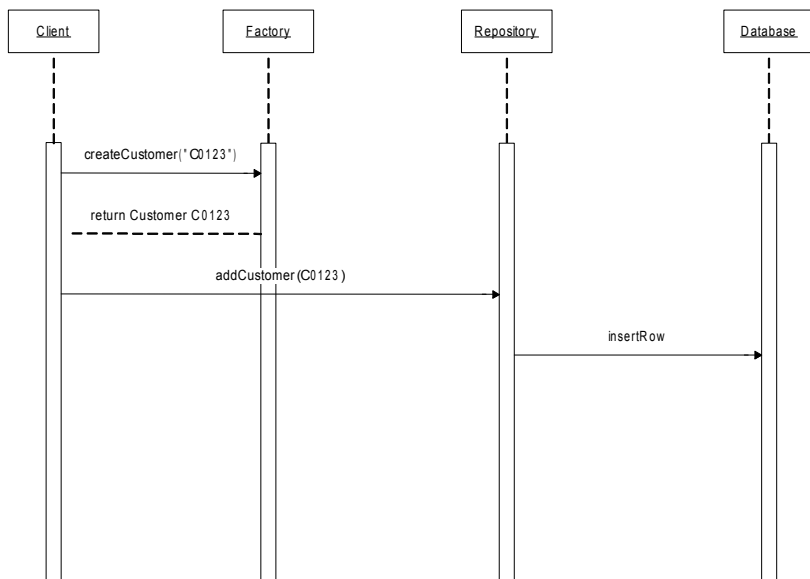 Client
Factory
Repository
Database
createCustomer("C0123")
return Customer C0123
addCustomer(C0123)
insertRow